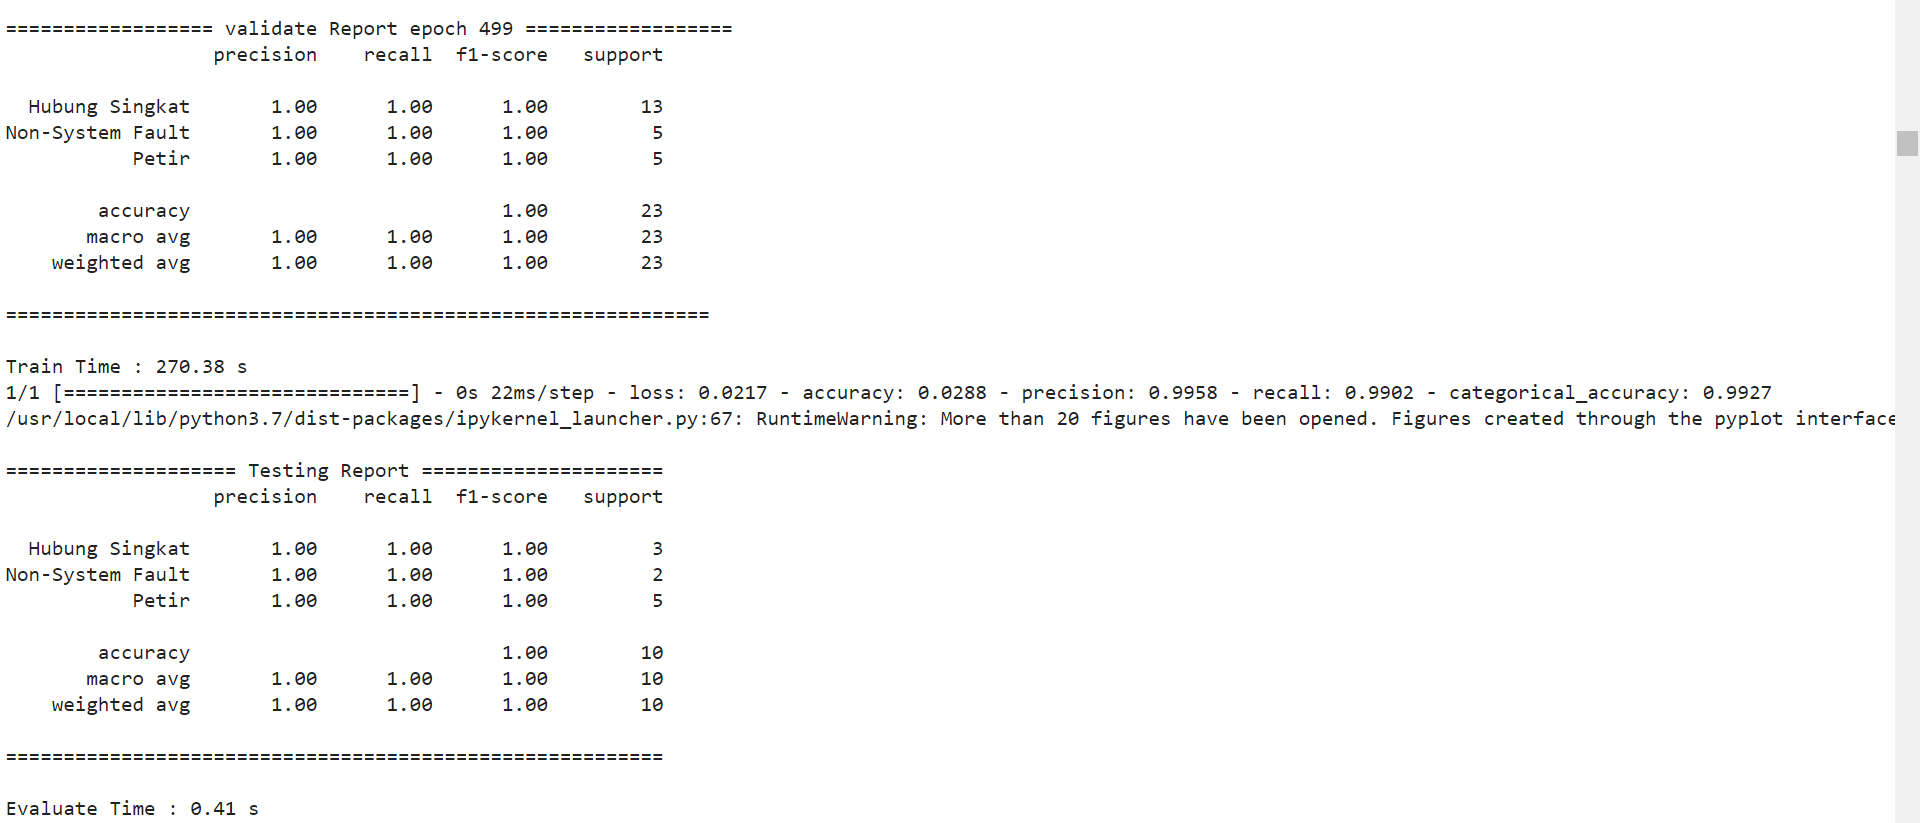 ================== validate Report epoch 499 ==================
                  precision    recall  f1-score   support

  Hubung Singkat       1.00      1.00      1.00        13
Non-System Fault       1.00      1.00      1.00         5
           Petir       1.00      1.00      1.00         5

        accuracy                           1.00        23
       macro avg       1.00      1.00      1.00        23
    weighted avg       1.00      1.00      1.00        23

=============================================================

Train Time : 270.38 s
1/1 [==============================] - 0s 22ms/step - loss: 0.0217 - accuracy: 0.0288 - precision: 0.9958 - recall: 0.9902 - categorical_accuracy: 0.9927
/usr/local/lib/python3.7/dist-packages/ipykernel_launcher.py:67: RuntimeWarning: More than 20 figures have been opened. Figures created through the pyplot interface

==================== Testing Report =====================
                  precision    recall  f1-score   support

  Hubung Singkat       1.00      1.00      1.00         3
Non-System Fault       1.00      1.00      1.00         2
           Petir       1.00      1.00      1.00         5

        accuracy                           1.00        10
       macro avg       1.00      1.00      1.00        10
    weighted avg       1.00      1.00      1.00        10

=========================================================

Evaluate Time : 0.41 s